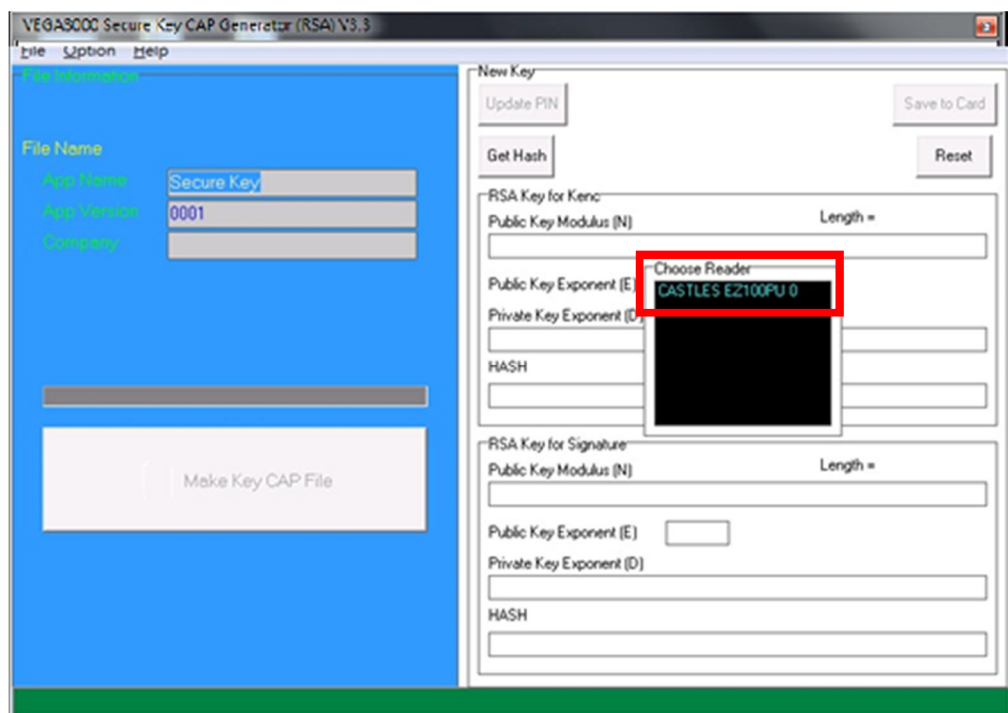 VEGA3000 Secure Key CAP Generator (RSA) V3.3
File Option Help
File Information
File Name
App Name Secure Key
App Version 0001
Company
Make Key CAP File
New Key
Update PIN Save to Card
Get Hash Reset
RSA Key for Kenc
Public Key Modulus (N) Length =
Public Key Exponent (E)
Private Key Exponent (D)
HASH
Choose Reader
CASTLES EZ100PU 0
RSA Key for Signature
Public Key Modulus (N) Length =
Public Key Exponent (E)
Private Key Exponent (D)
HASH